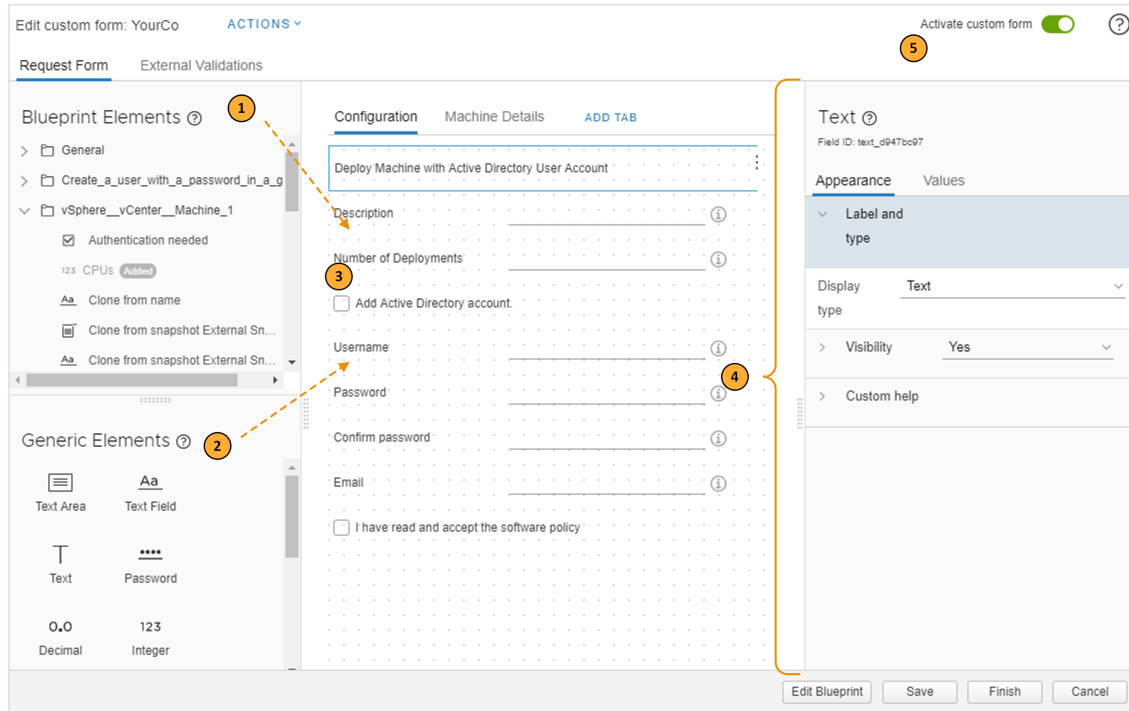 Edit custom form: YourCo
ACTIONS
Activate custom form
5
Request Form
External Validations
Blueprint Elements
1
General
Create_a_user_with_a_password_in_a_g
vSphere__vCenter__Machine_1
Authentication needed
123 CPUs Added
Aa Clone from name
Clone from snapshot External Sn...
Aa Clone from snapshot External Sn...
Generic Elements
2
Text Area
Aa
Text Field
T
Text
Password
0.0
Decimal
123
Integer
Configuration
Machine Details
ADD TAB
Deploy Machine with Active Directory User Account
Description
Number of Deployments
3
Add Active Directory account.
Username
Password
Confirm password
Email
I have read and accept the software policy
4
Text
Field ID: text_d947bc97
Appearance
Values
Label and
type
Display
type
Text
Visibility
Yes
Custom help
Edit Blueprint
Save
Finish
Cancel